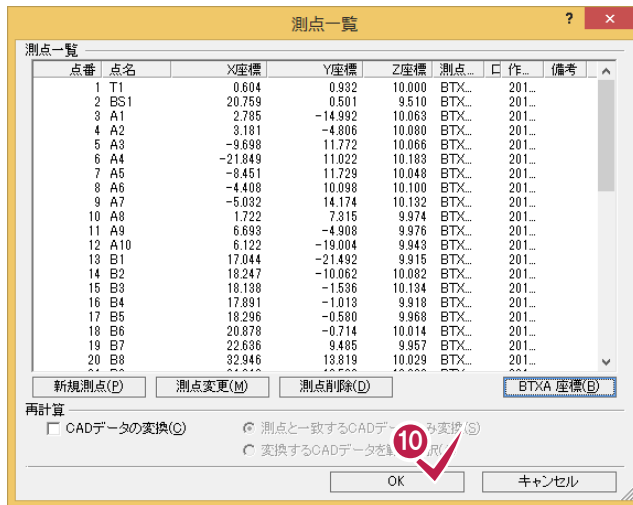 測点一覧 ? ×
測点一覧
点番 点名 X座標 Y座標 Z座標 測点... ロ 作... 備考
1 T1 0.604 0.932 10.000 BTX... 201...
2 BS1 20.759 0.501 9.510 BTX... 201...
3 A1 2.785 -14.992 10.063 BTX... 201...
4 A2 3.181 -4.806 10.080 BTX... 201...
5 A3 -9.698 11.772 10.066 BTX... 201...
6 A4 -21.849 11.022 10.183 BTX... 201...
7 A5 -8.451 11.729 10.048 BTX... 201...
8 A6 -4.408 10.098 10.100 BTX... 201...
9 A7 -5.032 14.174 10.132 BTX... 201...
10 A8 1.722 7.315 9.974 BTX... 201...
11 A9 6.693 -4.908 9.976 BTX... 201...
12 A10 6.122 -19.004 9.943 BTX... 201...
13 B1 17.044 -21.492 9.915 BTX... 201...
14 B2 18.247 -10.062 10.082 BTX... 201...
15 B3 18.138 -1.536 10.134 BTX... 201...
16 B4 17.891 -1.013 9.918 BTX... 201...
17 B5 18.296 -0.580 9.968 BTX... 201...
18 B6 20.878 -0.714 10.014 BTX... 201...
19 B7 22.636 9.485 9.957 BTX... 201...
20 B8 32.946 13.819 10.029 BTX... 201...
新規測点(P) 測点変更(M) 測点削除(D) BTXA 座標(B)
再計算
CADデータの変換(C) 測点と一致するCADデー み変換(S)
変換するCADデータを
10
OK キャンセル